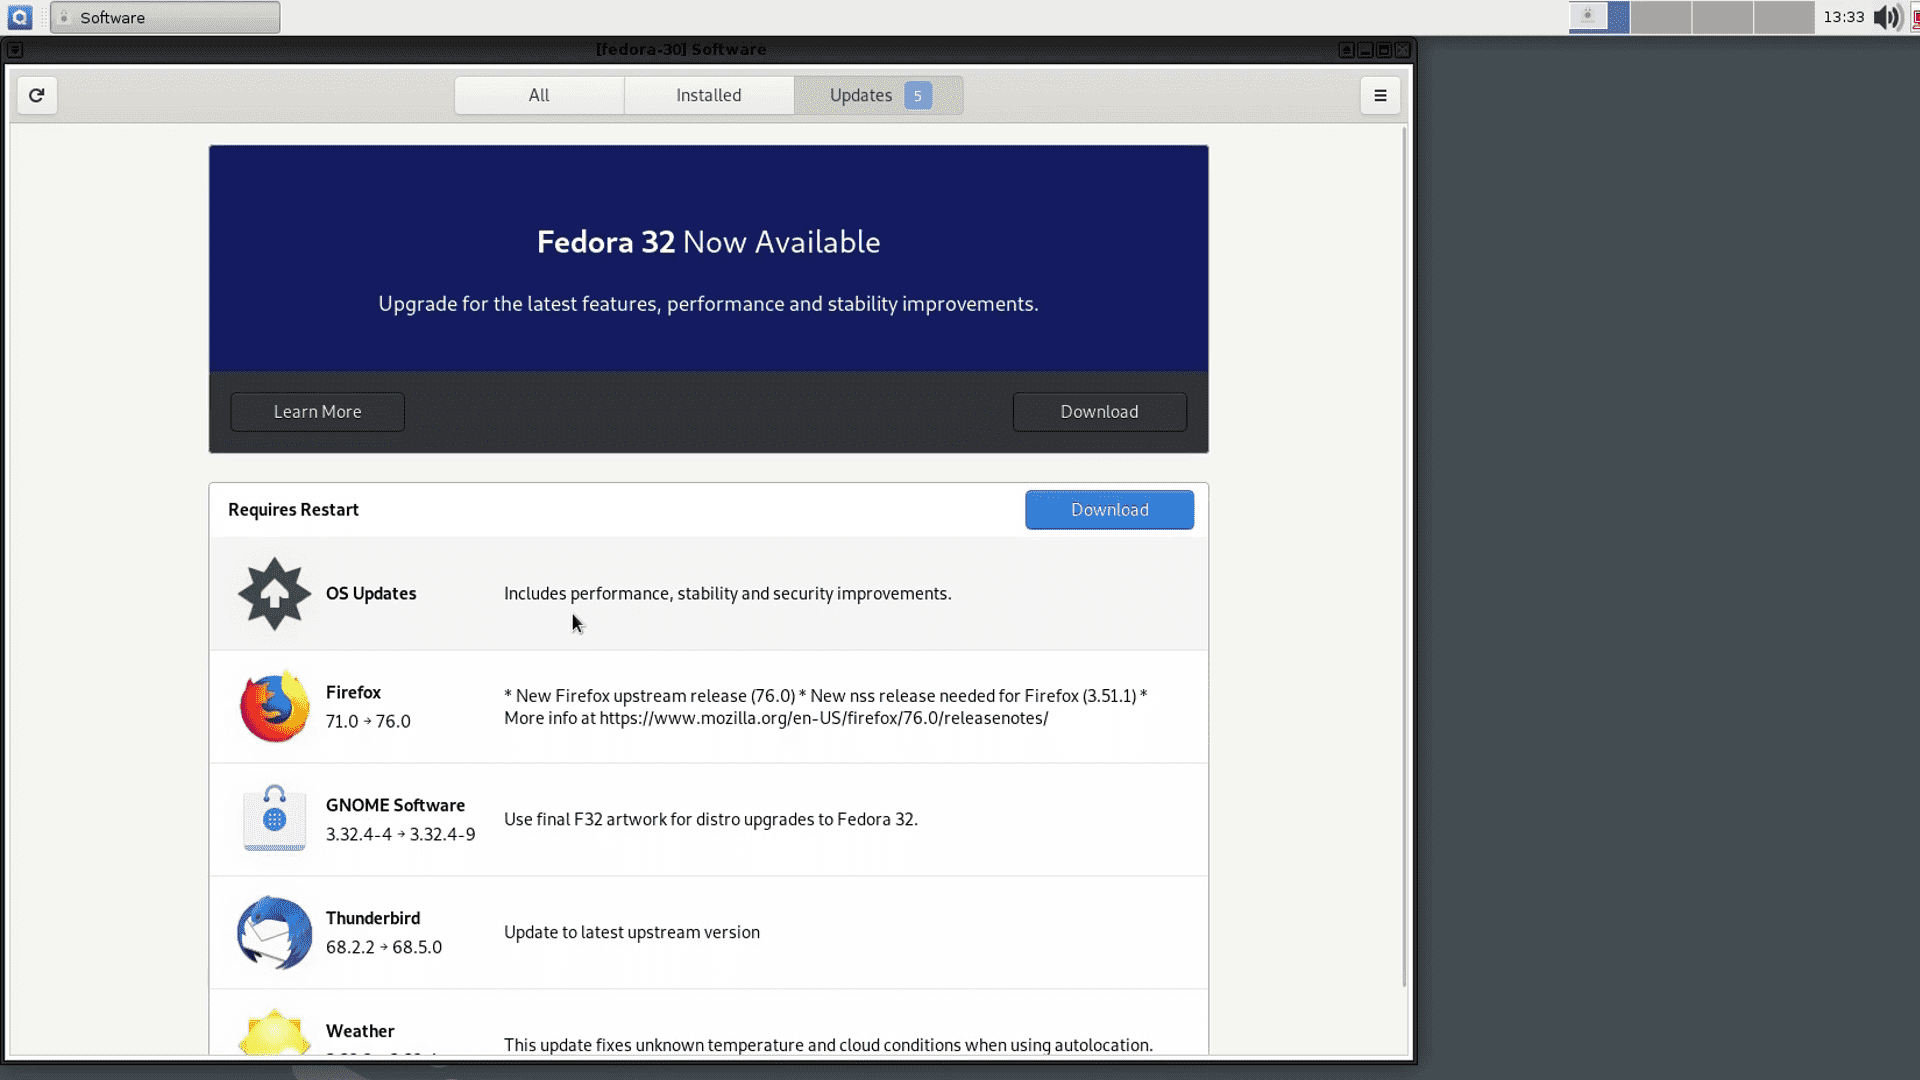 Software
13:33
[fedora-30] Software
All
Installed
Updates 5
Fedora 32 Now Available
Upgrade for the latest features, performance and stability improvements.
Learn More
Download
Requires Restart
Download
OS Updates
Includes performance, stability and security improvements.
Firefox
71.0 → 76.0
* New Firefox upstream release (76.0) * New nss release needed for Firefox (3.51.1) *
More info at https://www.mozilla.org/en-US/firefox/76.0/releasenotes/
GNOME Software
3.32.4-4 → 3.32.4-9
Use final F32 artwork for distro upgrades to Fedora 32.
Thunderbird
68.2.2 → 68.5.0
Update to latest upstream version
Weather
This update fixes unknown temperature and cloud conditions when using autolocation.